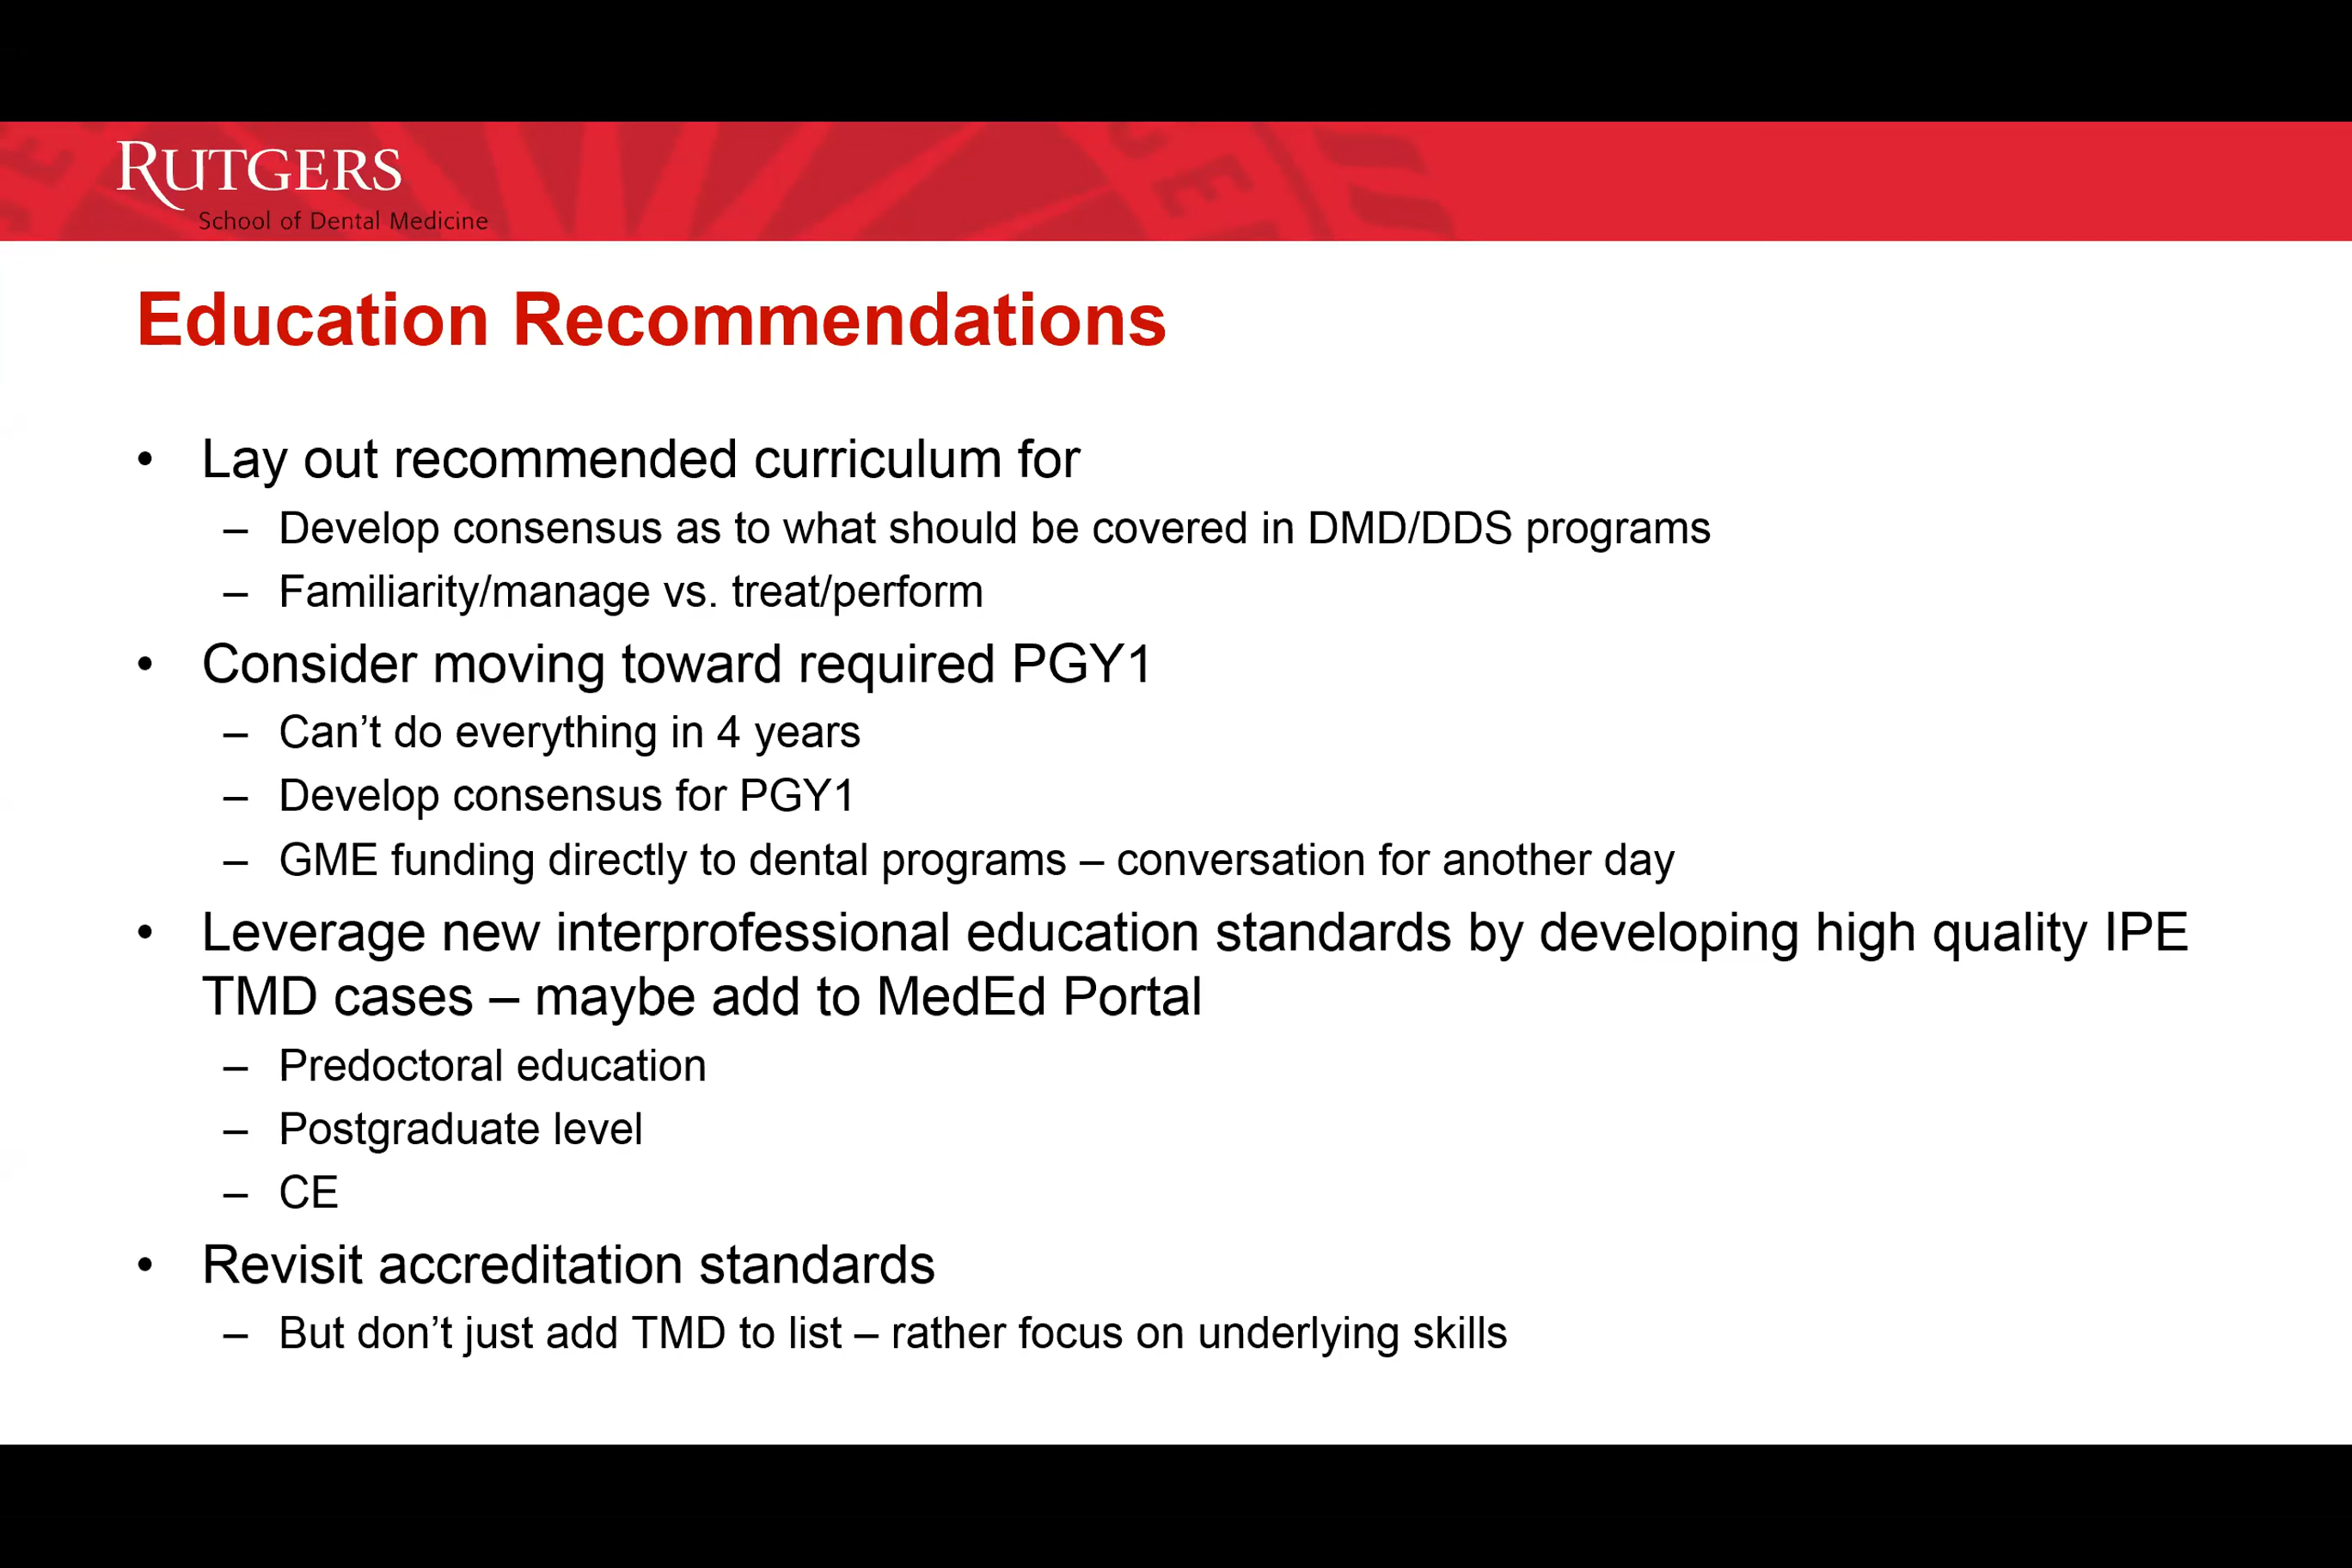 RUTGERS
School of Dental Medicine
Education Recommendations
• Lay out recommended curriculum for
– Develop consensus as to what should be covered in DMD/DDS programs
– Familiarity/manage vs. treat/perform
• Consider moving toward required PGY1
– Can’t do everything in 4 years
– Develop consensus for PGY1
– GME funding directly to dental programs – conversation for another day
• Leverage new interprofessional education standards by developing high quality IPE
TMD cases – maybe add to MedEd Portal
– Predoctoral education
– Postgraduate level
– CE
• Revisit accreditation standards
– But don’t just add TMD to list – rather focus on underlying skills